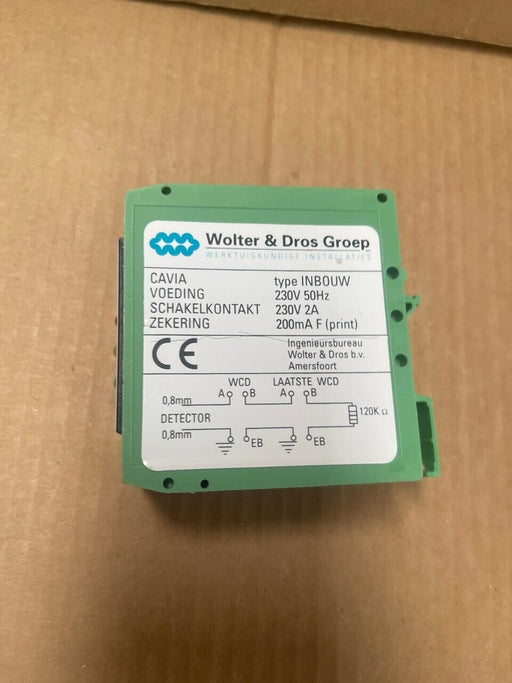 Wolter & Dros Groep
WERKTUIGKUNDIGE INSTALLATIES
CAVIA type INBOUW
VOEDING 230V 50Hz
SCHAKELKONTAKT 230V 2A
ZEKERING 200mA F (print)
CE
Ingenieursbureau
Wolter & Dros b.v.
Amersfoort
WCD LAATSTE WCD
0,8mm A B A B
120K Ω
DETECTOR
0,8mm EB EB